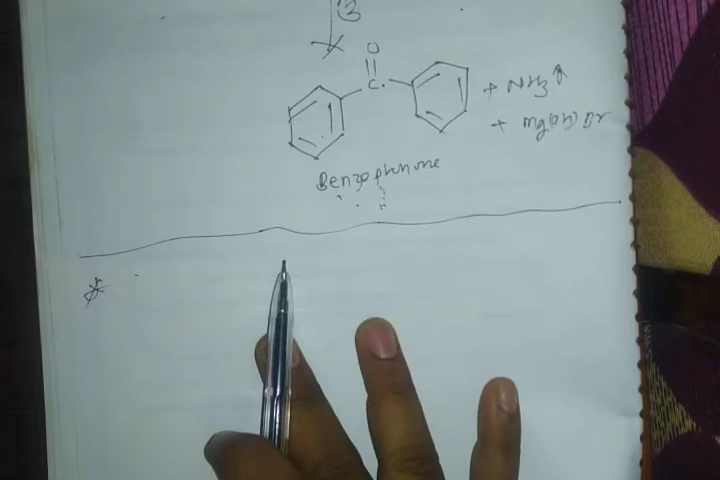 O
||
C.
+ NH3↑
+ Mg(OH)Br
Benzophenone
*